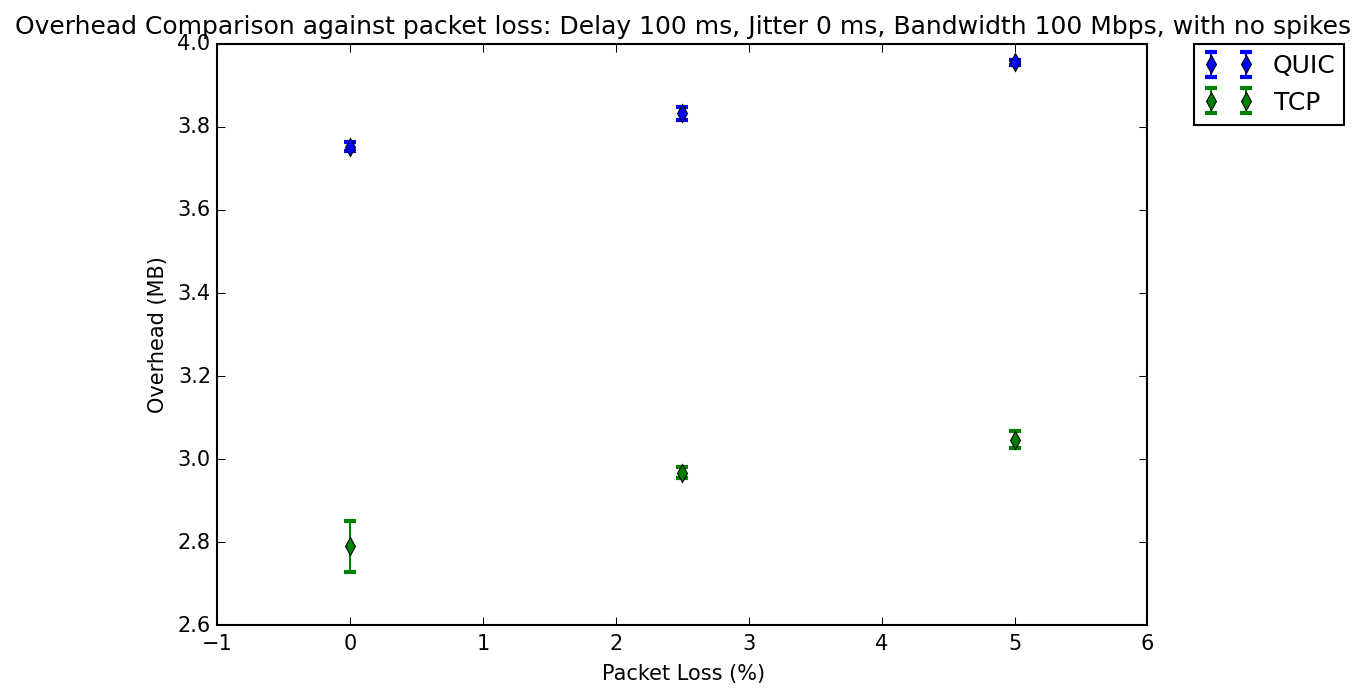 Overhead Comparison against packet loss: Delay 100 ms, Jitter 0 ms, Bandwidth 100 Mbps, with no spikes
QUIC
TCP
4.0
3.8
3.6
3.4
3.2
3.0
2.8
2.6
Overhead (MB)
−1 0 1 2 3 4 5 6
Packet Loss (%)